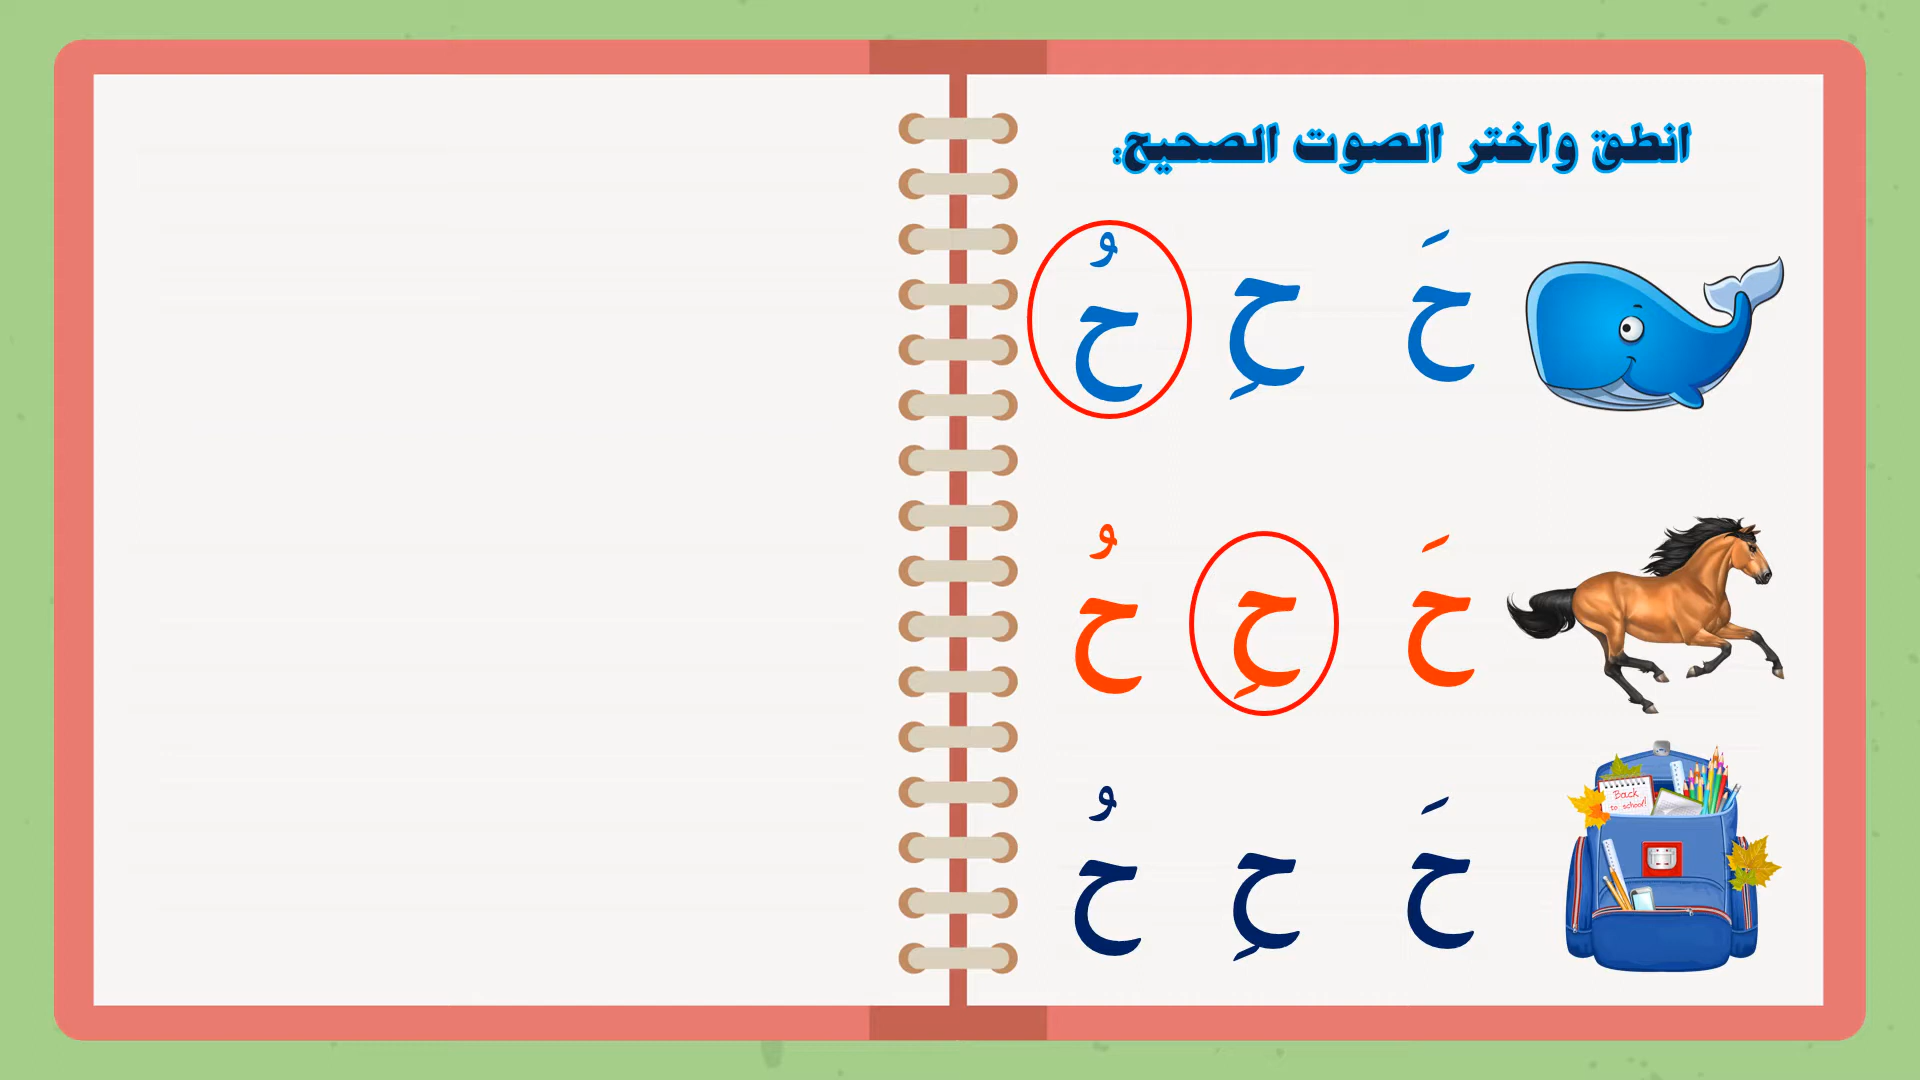 انطق واختر الصوت الصحيح:
حَ حِ حُ
حَ حِ حُ
Back
to school!
حَ حِ حُ